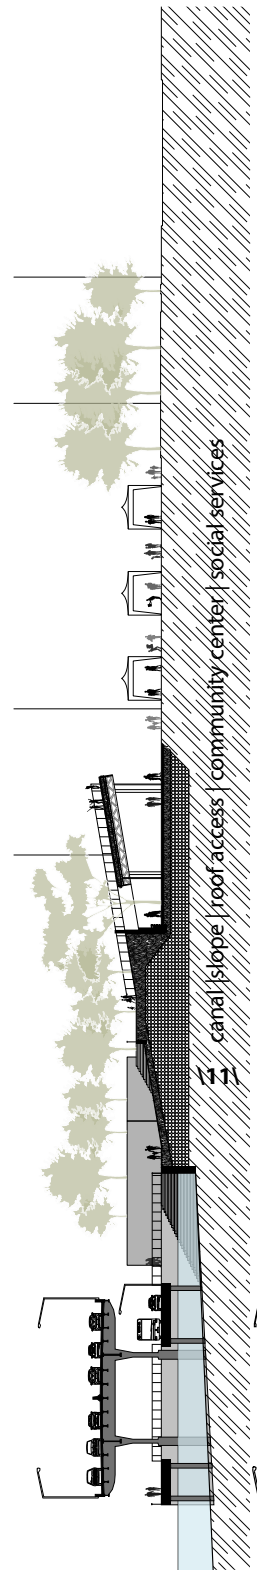 canal | slope | roof access | community center | social services
\11\